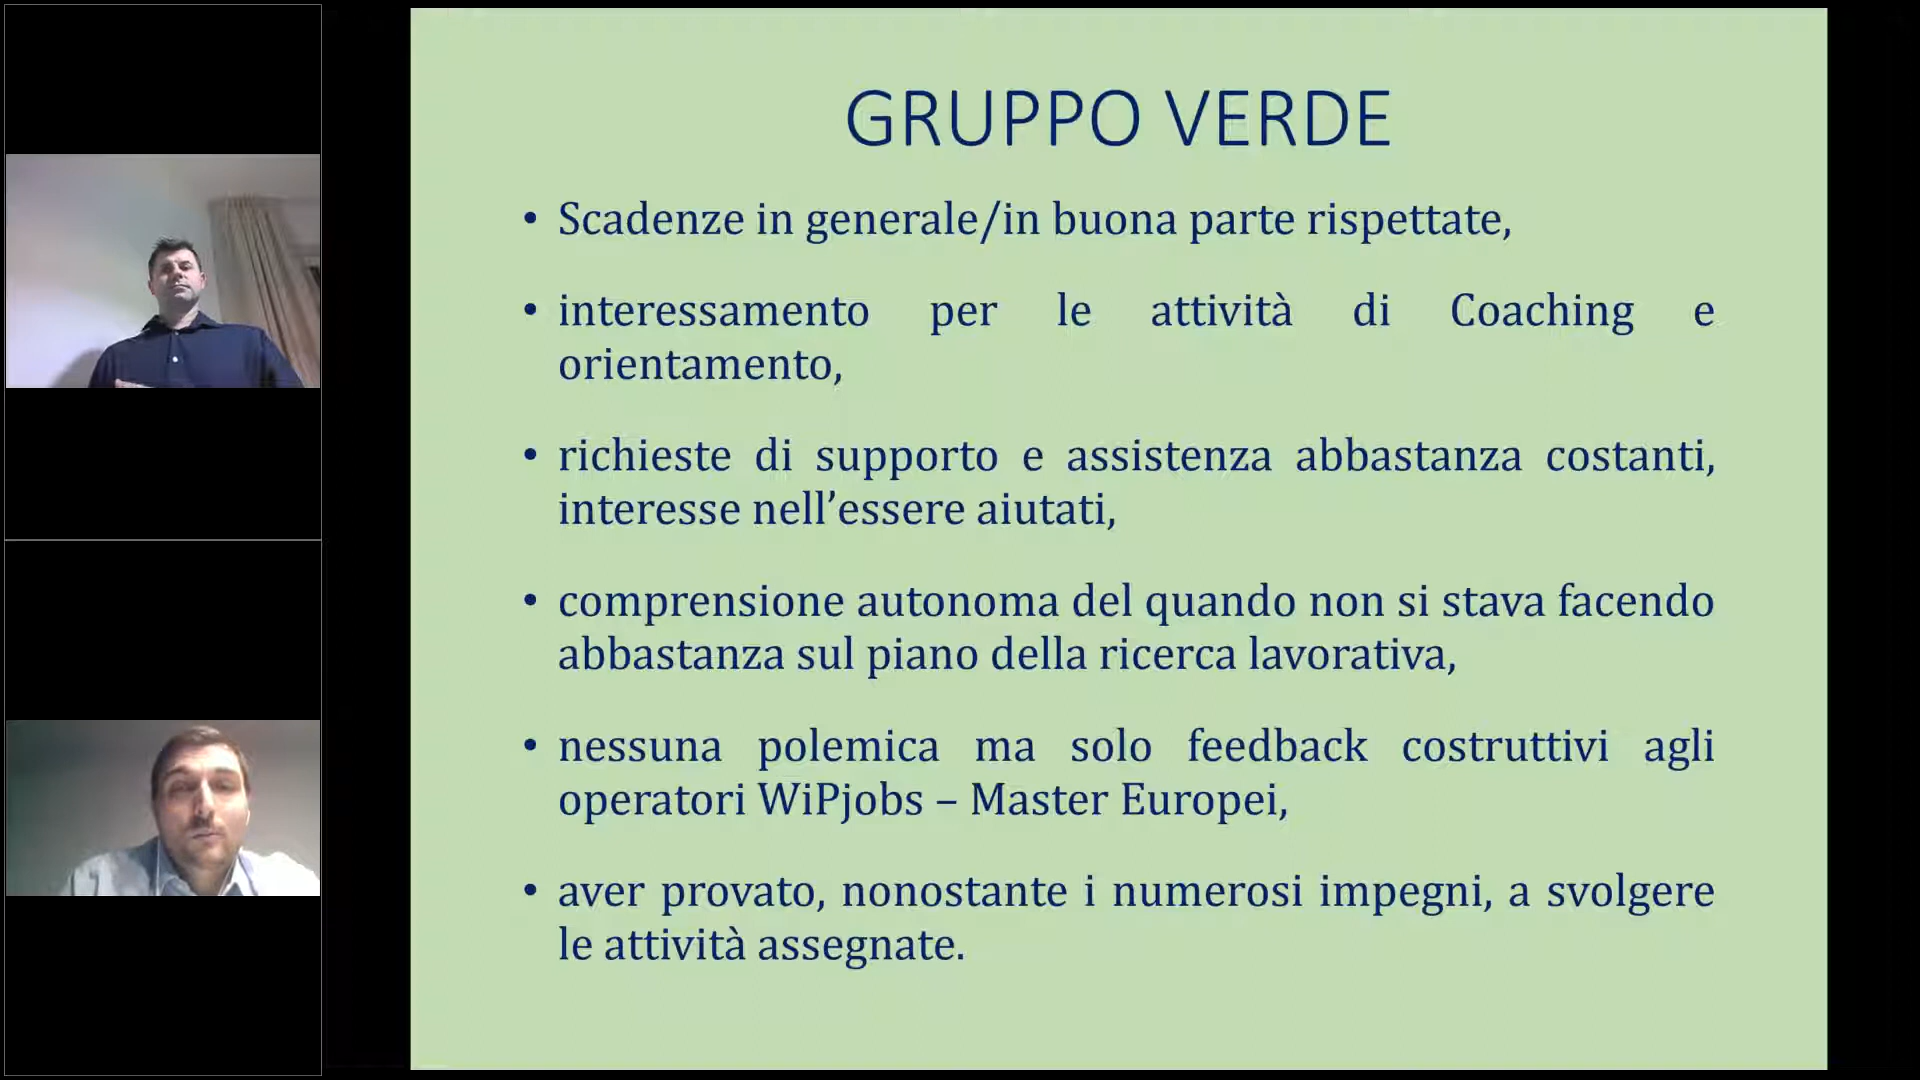 GRUPPO VERDE
• Scadenze in generale/in buona parte rispettate,
• interessamento per le attività di Coaching e
orientamento,
• richieste di supporto e assistenza abbastanza costanti,
interesse nell’essere aiutati,
• comprensione autonoma del quando non si stava facendo
abbastanza sul piano della ricerca lavorativa,
• nessuna polemica ma solo feedback costruttivi agli
operatori WiPjobs – Master Europei,
• aver provato, nonostante i numerosi impegni, a svolgere
le attività assegnate.